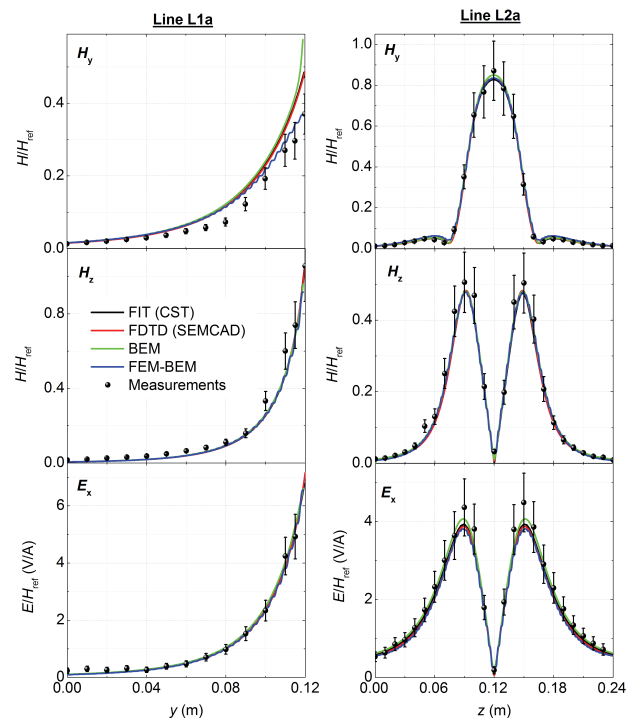 Line L1a
Line L2a
Hy
H/Href
0.4
0.2
0.0
Hy
H/Href
1.0
0.8
0.6
0.4
0.2
0.0
Hz
H/Href
0.8
0.4
0.0
FIT (CST)
FDTD (SEMCAD)
BEM
FEM-BEM
Measurements
Hz
H/Href
0.4
0.2
0.0
Ex
E/Href (V/A)
6
4
2
0
0.00 0.04 0.08 0.12
y (m)
Ex
E/Href (V/A)
4
2
0
0.00 0.06 0.12 0.18 0.24
z (m)